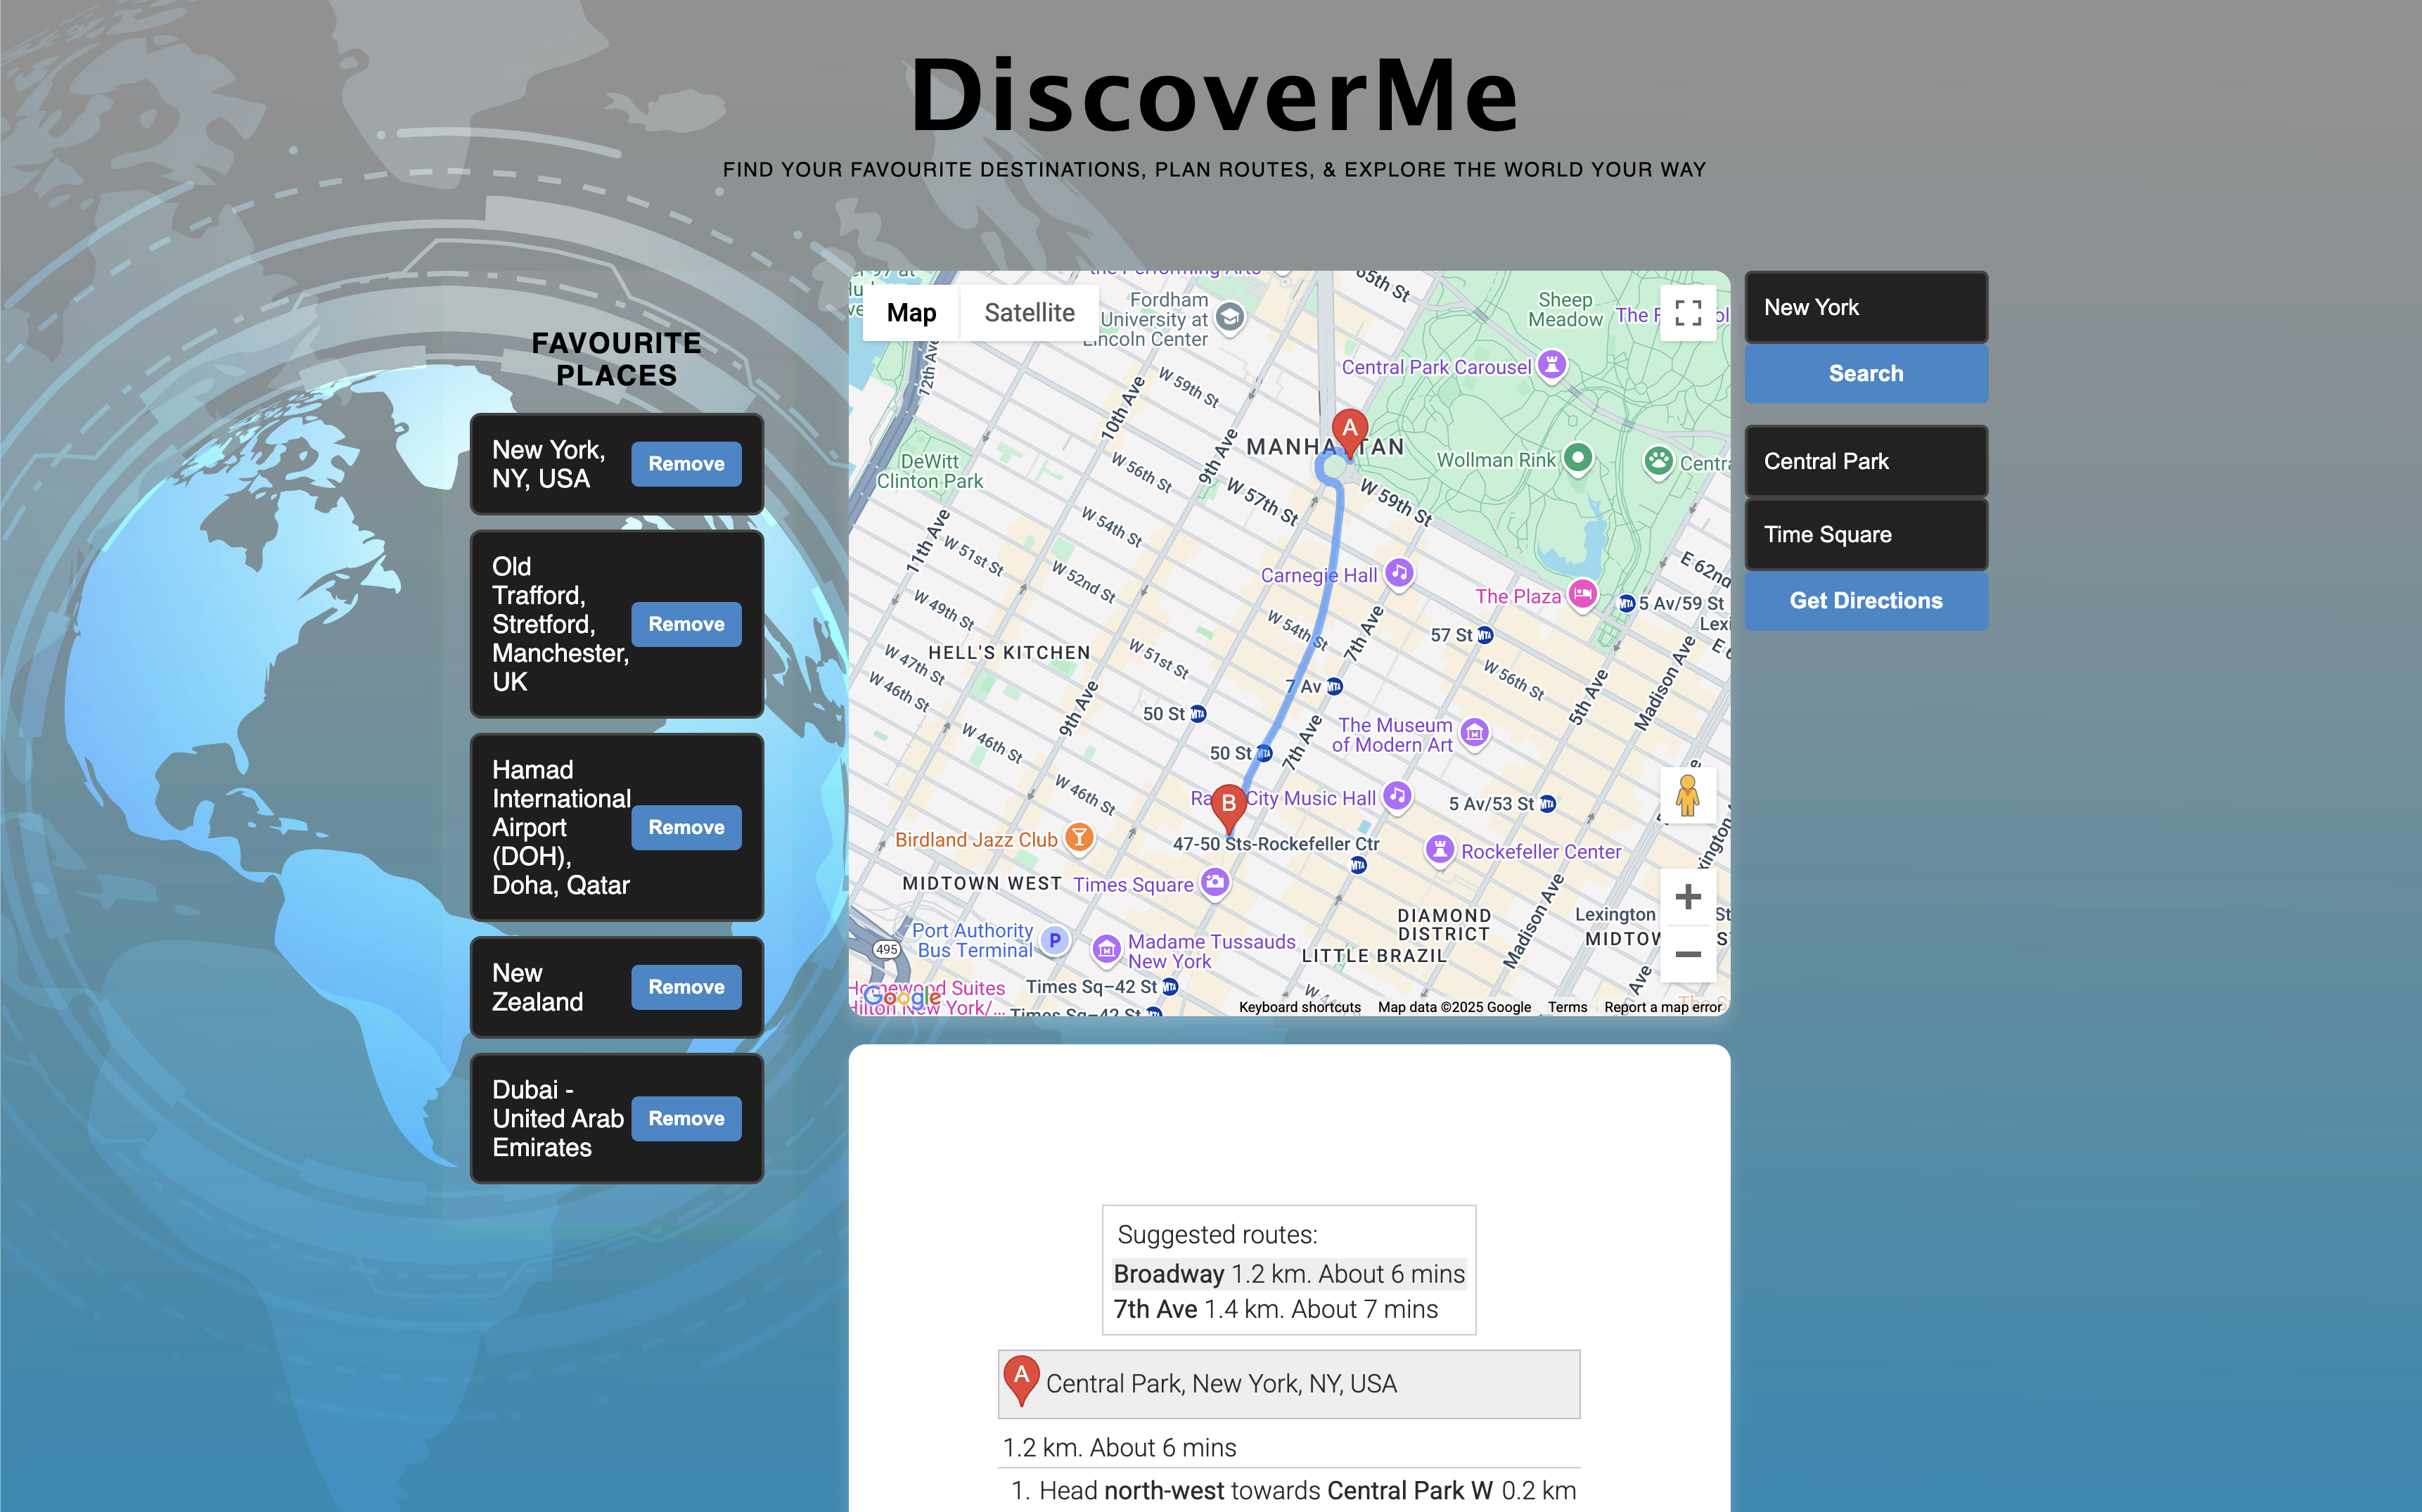 DiscoverMe
FIND YOUR FAVOURITE DESTINATIONS, PLAN ROUTES, & EXPLORE THE WORLD YOUR WAY
FAVOURITE
PLACES
New York,
NY, USA
Remove
Old
Trafford,
Stretford,
Manchester,
UK
Remove
Hamad
International
Airport
(DOH),
Doha, Qatar
Remove
New
Zealand
Remove
Dubai -
United Arab
Emirates
Remove
Map
Satellite
the Performing Arts
65th St
Fordham
University at
Lincoln Center
Sheep
Meadow
12th Ave
Central Park Carousel
W 59th St
10th Ave
A
MANHATTAN
9th Ave
Wollman Rink
DeWitt
Clinton Park
W 56th St
W 57th St
W 59th St
11th Ave
W 54th St
W 51st St
W 52nd St
Carnegie Hall
The Plaza
E 62nd
5 Av/59 St
W 49th St
W 54th St
7th Ave
57 St
HELL'S KITCHEN
W 51st St
W 47th St
W 46th St
W 56th St
7 Av
5th Ave
Madison Ave
9th Ave
50 St
The Museum
of Modern Art
W 46th St
50 St
7th Ave
W 46th St
B
City Music Hall
5 Av/53 St
Birdland Jazz Club
47-50 Sts-Rockefeller Ctr
Rockefeller Center
MIDTOWN WEST
Times Square
DIAMOND
DISTRICT
Madison Ave
Lexington
Port Authority
Bus Terminal
P
495
Madame Tussauds
New York
LITTLE BRAZIL
Homewood Suites
Hilton New York/...
Times Sq–42 St
Times Sq–42 St
Google
Keyboard shortcuts
Map data ©2025 Google
Terms
Report a map error
New York
Search
Central Park
Time Square
Get Directions
Suggested routes:
Broadway 1.2 km. About 6 mins
7th Ave 1.4 km. About 7 mins
A Central Park, New York, NY, USA
1.2 km. About 6 mins
1. Head north-west towards Central Park W 0.2 km